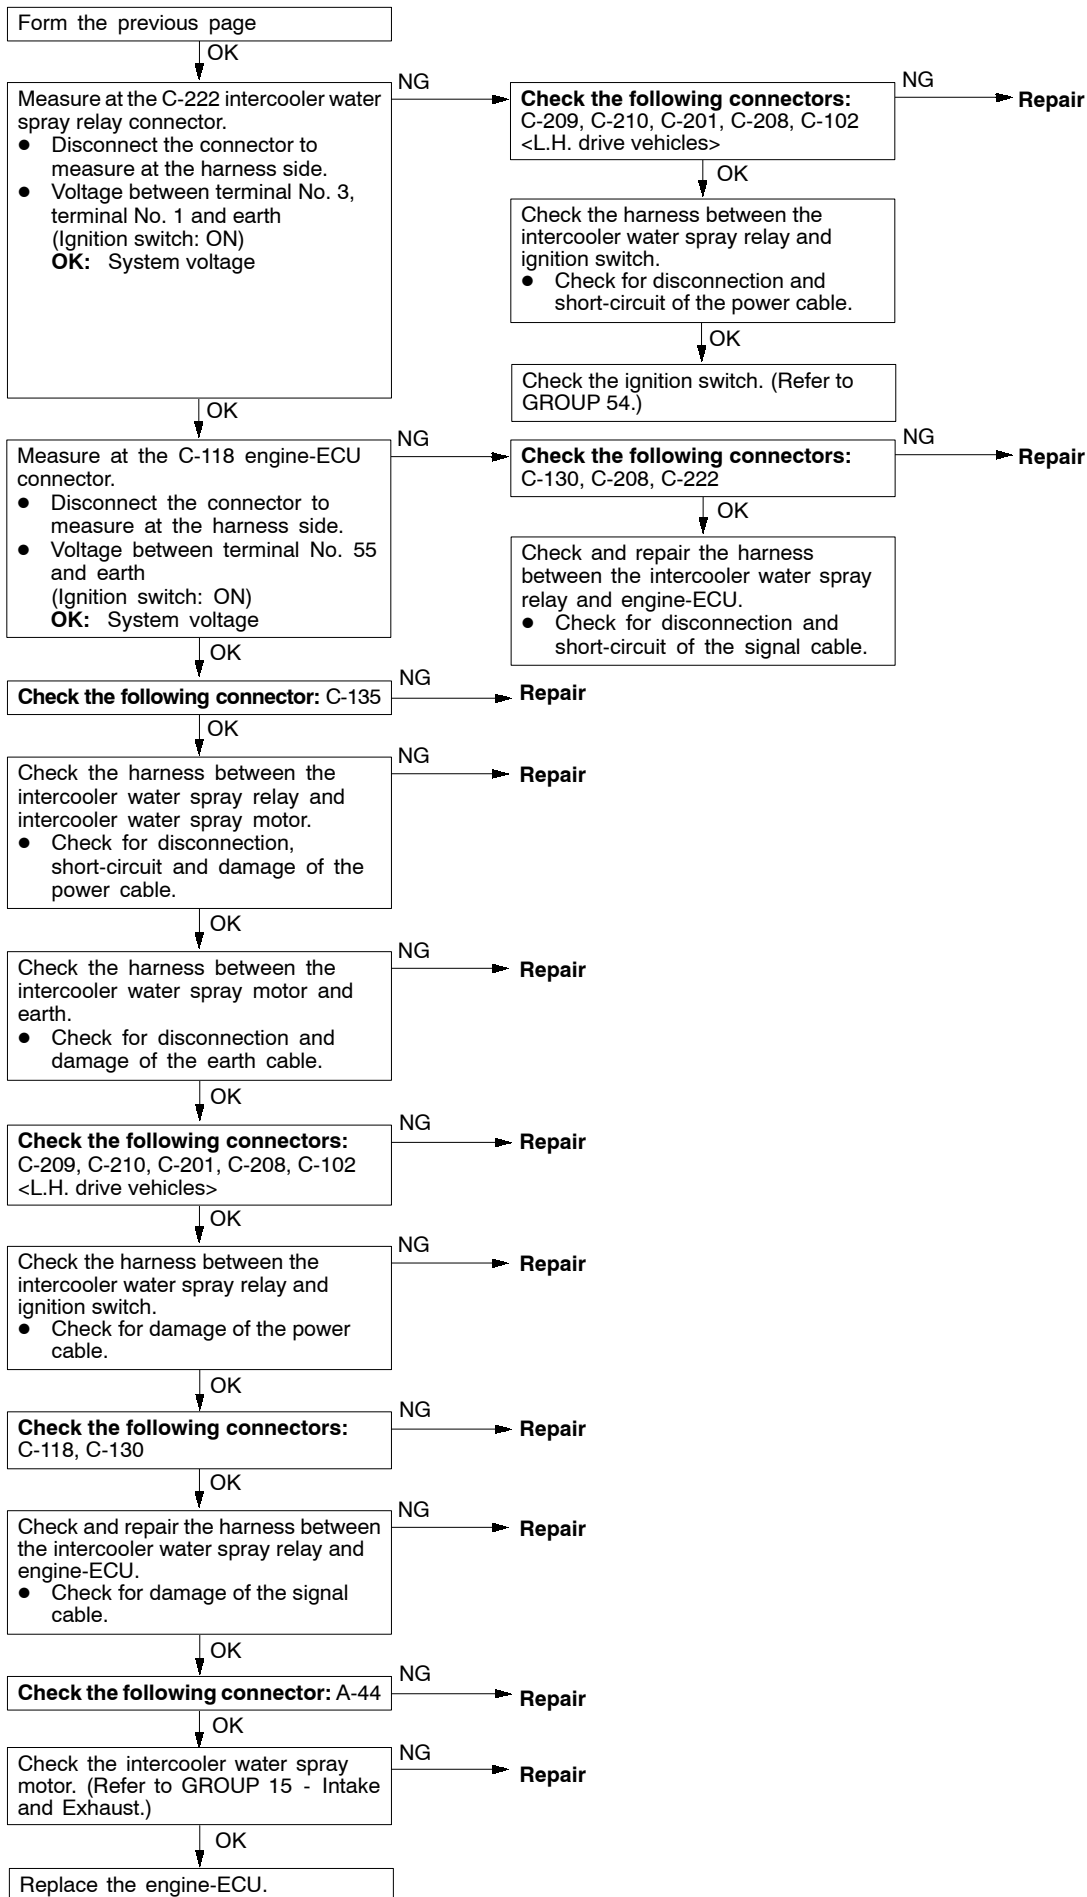 Form the previous page
OK
Measure at the C-222 intercooler water
spray relay connector.
● Disconnect the connector to
measure at the harness side.
● Voltage between terminal No. 3,
terminal No. 1 and earth
(Ignition switch: ON)
OK: System voltage
NG
Check the following connectors:
C-209, C-210, C-201, C-208, C-102
<L.H. drive vehicles>
NG
Repair
OK
Check the harness between the
intercooler water spray relay and
ignition switch.
● Check for disconnection and
short-circuit of the power cable.
OK
Check the ignition switch. (Refer to
GROUP 54.)
OK
Measure at the C-118 engine-ECU
connector.
● Disconnect the connector to
measure at the harness side.
● Voltage between terminal No. 55
and earth
(Ignition switch: ON)
OK: System voltage
NG
Check the following connectors:
C-130, C-208, C-222
NG
Repair
OK
Check and repair the harness
between the intercooler water spray
relay and engine-ECU.
● Check for disconnection and
short-circuit of the signal cable.
OK
Check the following connector: C-135
NG
Repair
OK
Check the harness between the
intercooler water spray relay and
intercooler water spray motor.
● Check for disconnection,
short-circuit and damage of the
power cable.
NG
Repair
OK
Check the harness between the
intercooler water spray motor and
earth.
● Check for disconnection and
damage of the earth cable.
NG
Repair
OK
Check the following connectors:
C-209, C-210, C-201, C-208, C-102
<L.H. drive vehicles>
NG
Repair
OK
Check the harness between the
intercooler water spray relay and
ignition switch.
● Check for damage of the power
cable.
NG
Repair
OK
Check the following connectors:
C-118, C-130
NG
Repair
OK
Check and repair the harness between
the intercooler water spray relay and
engine-ECU.
● Check for damage of the signal
cable.
NG
Repair
OK
Check the following connector: A-44
NG
Repair
OK
Check the intercooler water spray
motor. (Refer to GROUP 15 - Intake
and Exhaust.)
NG
Repair
OK
Replace the engine-ECU.